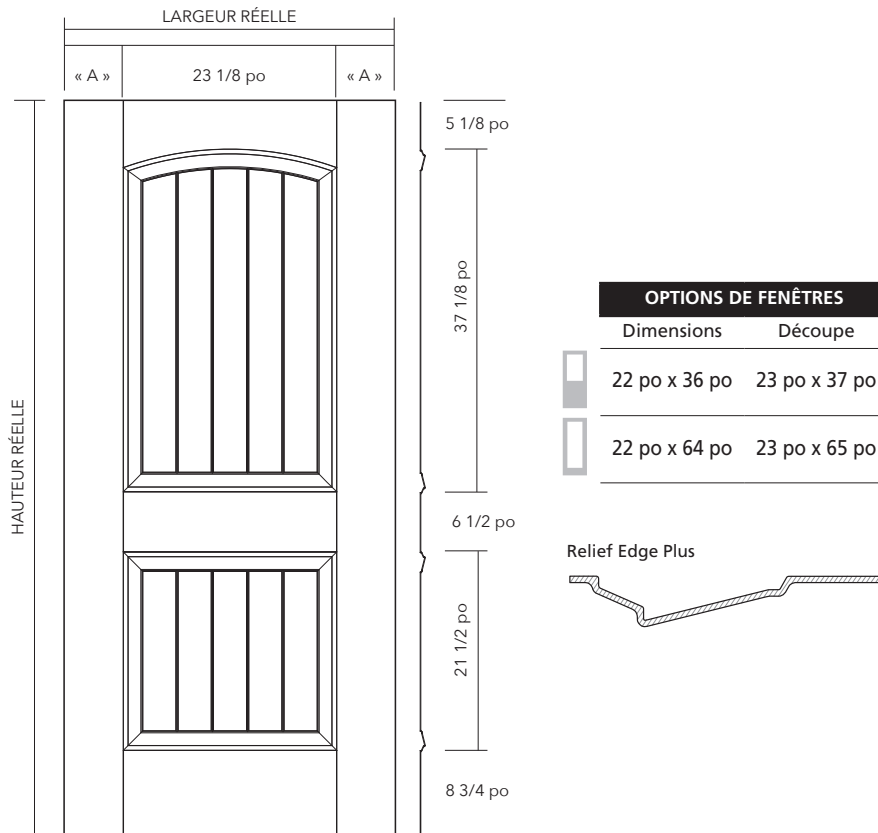 LARGEUR RÉELLE
« A » 23 1/8 po « A »
5 1/8 po
37 1/8 po
HAUTEUR RÉELLE
6 1/2 po
21 1/2 po
8 3/4 po
OPTIONS DE FENÊTRES
Dimensions Découpe
22 po x 36 po 23 po x 37 po
22 po x 64 po 23 po x 65 po
Relief Edge Plus